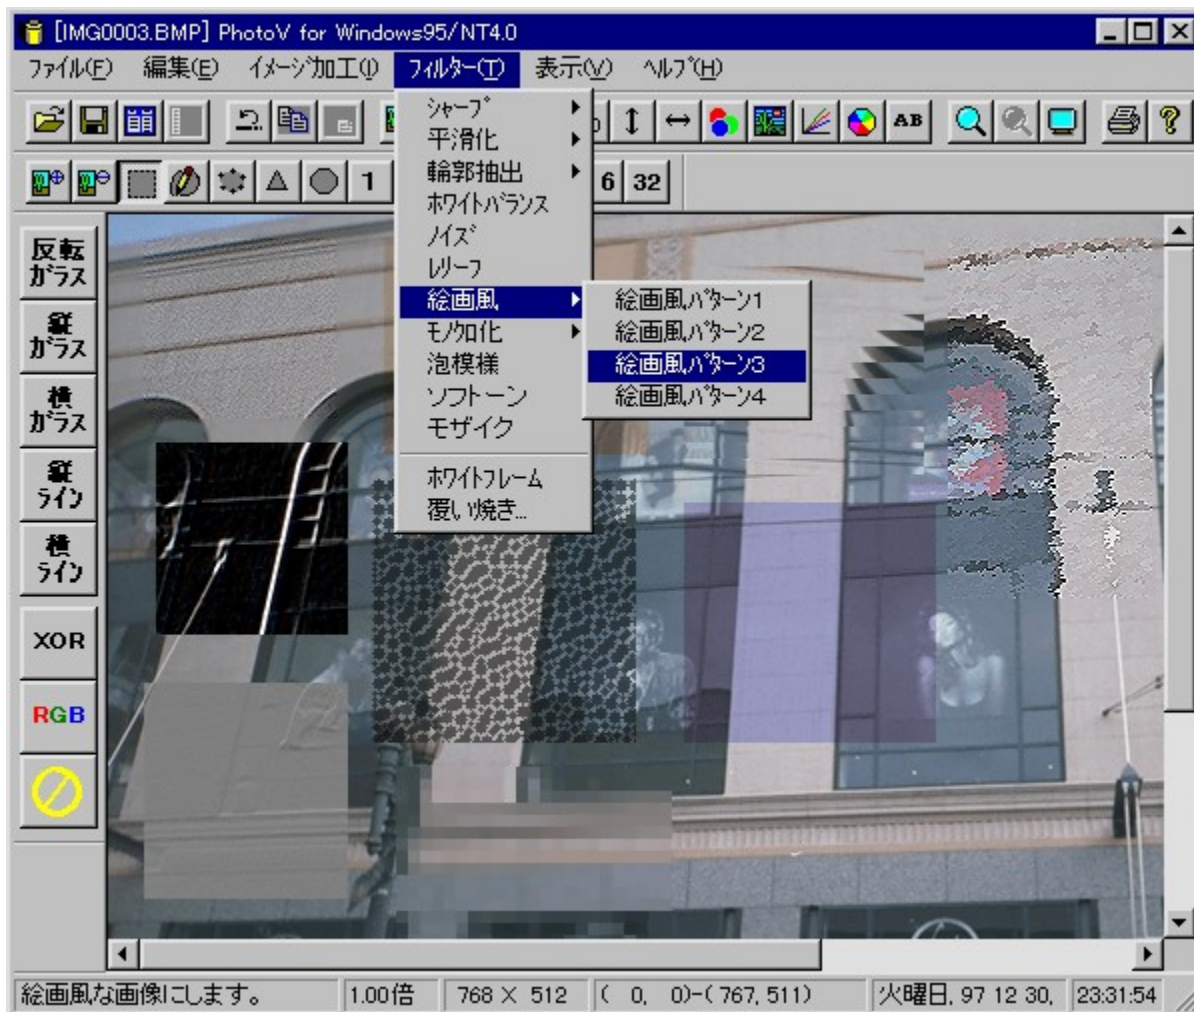 [IMG0003.BMP] PhotoV for Windows95/NT4.0
ファイル(F) 編集(E) イメージ加工(I) フィルター(T) 表示(V) ヘルプ(H)
シャープ
平滑化
輪郭抽出
ホワイトバランス
ノイズ
レリーフ
絵画風
モノクロ化
泡模様
ソフトーン
モザイク
ホワイトフレーム
覆い焼き...
絵画風パターン1
絵画風パターン2
絵画風パターン3
絵画風パターン4
AB
1 6 32
反転
ガラス
縦
ガラス
横
ガラス
縦
ライン
横
ライン
XOR
RGB
絵画風な画像にします。 1.00倍 768 × 512 ( 0, 0)-( 767, 511) 火曜日, 97 12 30, 23:31:54